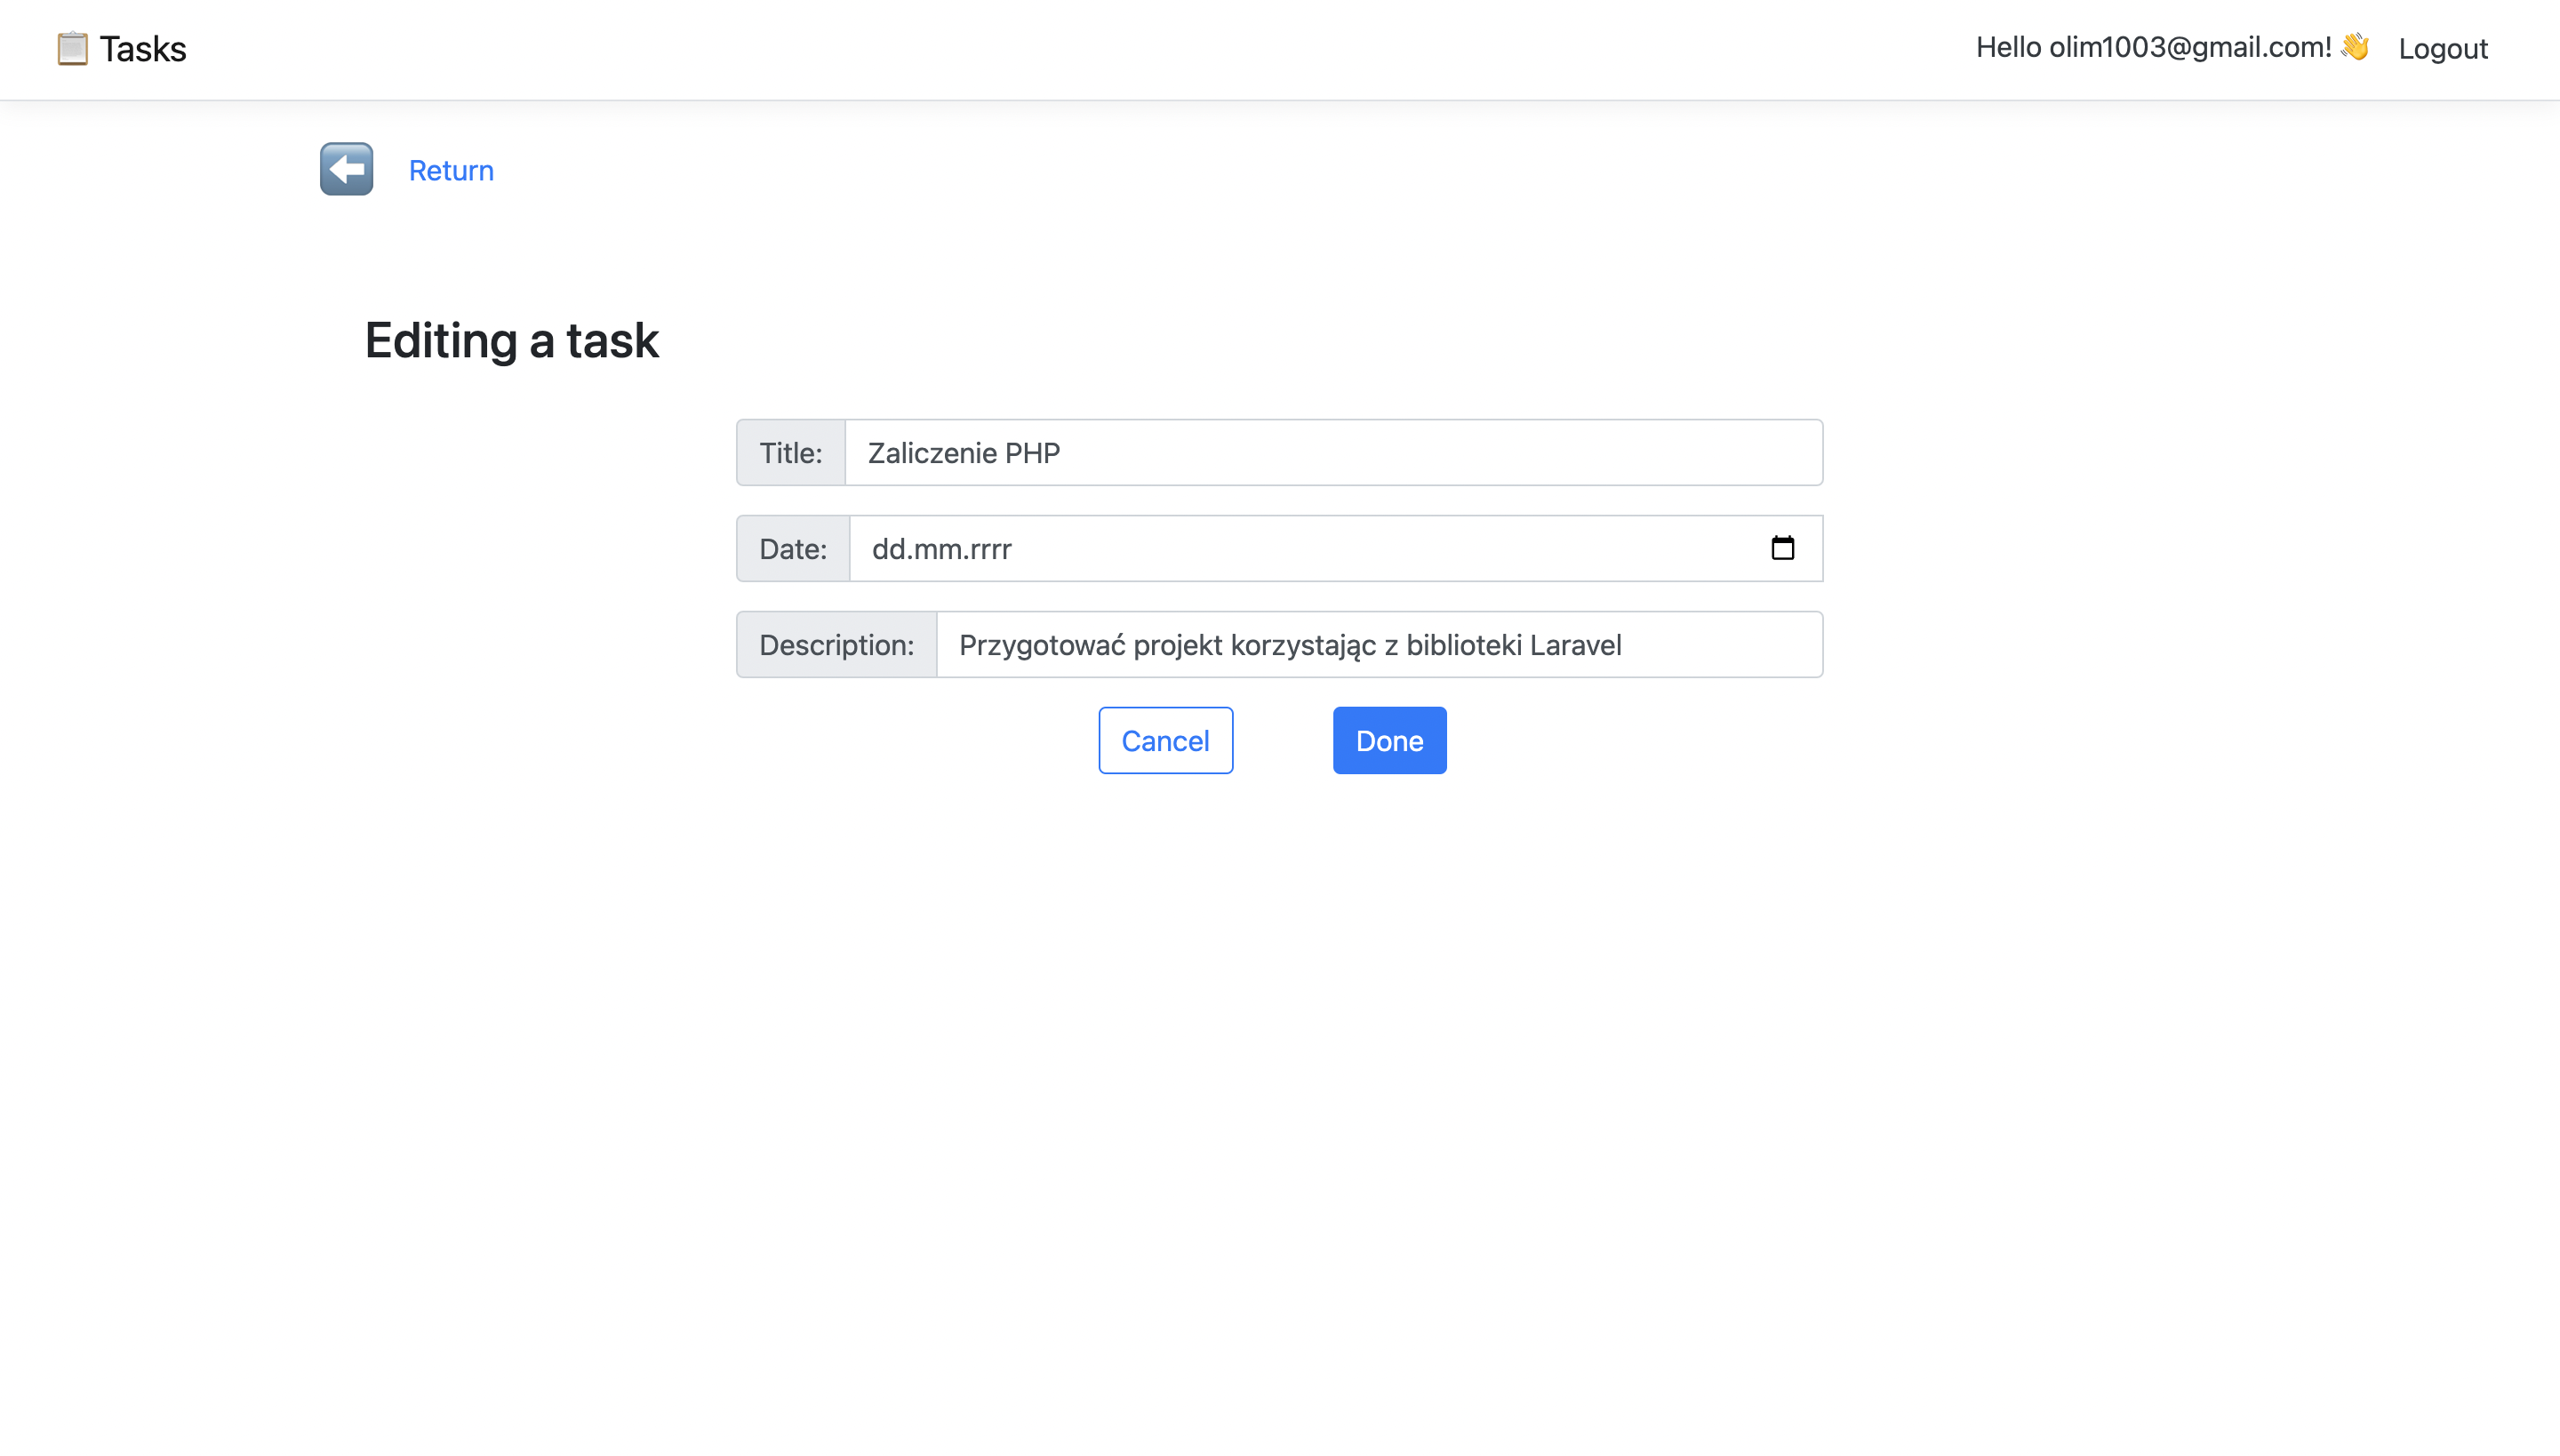 Tasks
Hello olim1003@gmail.com! 👋 Logout
Return
Editing a task
Title: Zaliczenie PHP
Date: dd.mm.rrrr
Description: Przygotować projekt korzystając z biblioteki Laravel
Cancel Done